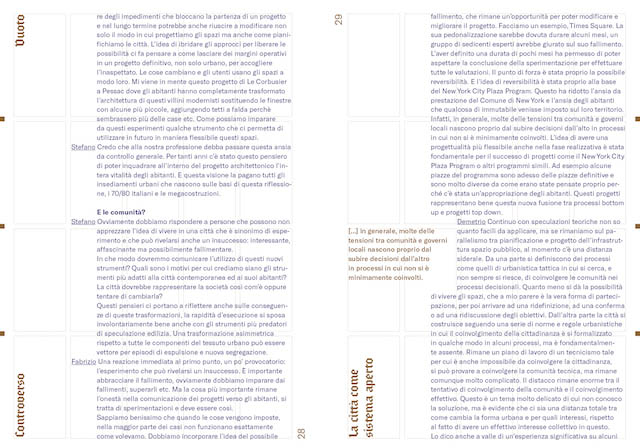 Vuoto
re degli impedimenti che bloccano la partenza di un progetto
e nel lungo termine potrebbe anche riuscire a modificare non
solo il modo in cui progettiamo gli spazi ma anche come piani-
fichiamo le città. L'idea di ibridare gli approcci per liberare le
possibilità ci fa pensare a come lasciare dei margini operativi
in un progetto definitivo, non solo urbano, per accogliere
l'inaspettato. Le cose cambiano e gli utenti usano gli spazi a
modo loro. Mi viene in mente questo progetto di Le Corbusier
a Pessac dove gli abitanti hanno completamente trasformato
l'architettura di questi villini modernisti sostituendo le finestre
con alcune più piccole, aggiungendo tetti a falda perché
sembrassero più delle case etc. Come possiamo imparare
da questi esperimenti qualche strumento che ci permetta di
utilizzare in futuro in maniera flessibile questi spazi.
Stefano Credo che alla nostra professione debba passare questa ansia
da controllo generale. Per tanti anni c'è stato questo pensiero
di poter inquadrare all'interno del progetto architettonico l'in-
tera vitalità degli abitanti. E questa visione la pagano tutti gli
insediamenti urbani che nascono sulle basi di questa riflessio-
ne, i 70/80 italiani e le megacostruzioni.
E le comunità?
Stefano Ovviamente dobbiamo rispondere a persone che possono non
apprezzare l'idea di vivere in una città che è sinonimo di espe-
rimento e che può rivelarsi anche un insuccesso: interessante,
affascinante ma possibilmente fallimentare.
In che modo dovremmo comunicare l'utilizzo di questi nuovi
strumenti? Quali sono i motivi per cui crediamo siano gli stru-
menti più adatti alla città contemporanea ed ai suoi abitanti?
La città dovrebbe rappresentare la società così com'è oppure
tentare di cambiarla?
Questi pensieri ci portano a riflettere anche sulle conseguen-
ze di queste trasformazioni, la rapidità d'esecuzione si sposa
involontariamente bene anche con gli strumenti più predatori
di speculazione edilizia. Una trasformazione asimmetrica
rispetto a tutte le componenti del tessuto urbano può essere
vettore per episodi di espulsione e nuova segregazione.
Fabrizio Una reazione immediata al primo punto, un po' provocatorio:
l'esperimento che può rivelarsi un insuccesso. È importante
abbracciare il fallimento, ovviamente dobbiamo imparare dai
fallimenti, superarli etc. Ma la cosa più importante rimane
l'onestà nella comunicazione dei progetti verso gli abitanti, si
tratta di sperimentazioni e deve essere così.
Sappiamo benissimo che quando le cose vengono imposte,
nella maggior parte dei casi non funzionano esattamente
come volevamo. Dobbiamo incorporare l'idea del possibile
Controverso
28
29
fallimento, che rimane un'opportunità per poter modificare e
migliorare il progetto. Facciamo un esempio, Times Square. La
sua pedonalizzazione sarebbe dovuta durare alcuni mesi, un
gruppo di sedicenti esperti avrebbe giurato sul suo fallimento.
L'aver definito una durata di pochi mesi ha permesso di poter
aspettare la conclusione della sperimentazione per effettuare
tutte le valutazioni. Il punto di forza è stata proprio la possibile
reversibilità. E l'idea di reversibilità è stata proprio alla base
del New York City Plaza Program. Questo ha ridotto l'ansia da
prestazione del Comune di New York e l'ansia degli abitanti
che qualcosa di immutabile venisse imposto sul loro territorio.
Infatti, in generale, molte delle tensioni tra comunità e governi
locali nascono proprio dal subire decisioni dall'alto in processi
in cui non si è minimamente coinvolti. L'idea di avere una
progettualità più flessibile anche nella fase realizzativa è stata
fondamentale per il successo di progetti come il New York City
Plaza Program o altri programmi simili. Ad esempio alcune
piazze del programma sono adesso delle piazze definitive e
sono molto diverse da come erano state pensate proprio per-
ché c'è stata un'appropriazione degli abitanti. Questi progetti
rappresentano bene questa nuova fusione tra processi bottom
up e progetti top down.
Demetrio Continuo con speculazioni teoriche non so
quanto facili da applicare, ma se rimaniamo sul pa-
rallelismo tra pianificazione e progetto dell'infrastrut-
tura spazio pubblico, al momento c'è una distanza
siderale. Da una parte si definiscono dei processi
come quelli di urbanistica tattica in cui si cerca, e
non sempre si riesce, di coinvolgere le comunità nei
processi decisionali. Quanto meno si dà la possibilità
di vivere gli spazi, che a mio parere è la vera forma di parteci-
pazione, per poi arrivare ad una ridefinizione, ad una conferma
o ad una ridiscussione degli obiettivi. Dall'altra parte la città si
costruisce seguendo una serie di norme e regole urbanistiche
in cui il coinvolgimento della cittadinanza si è formalizzato
in qualche modo in alcuni processi, ma è fondamentalmen-
te assente. Rimane un piano di lavoro di un tecnicismo tale
per cui è anche impossibile da coinvolgere la cittadinanza,
si può provare a coinvolgere la comunità tecnica, ma rimane
comunque molto complicato. Il distacco rimane enorme tra il
tentativo di coinvolgimento della comunità e il coinvolgimento
effettivo. Questo è un tema molto delicato di cui non conosco
la soluzione, ma è evidente che ci sia una distanza totale tra
come cambia la forma urbana e per quali interessi, rispetto
al fatto di avere un effettivo interesse collettivo in questo.
Lo dico anche a valle di un'esperienza significativa su alcuni
[...] in generale, molte delle
tensioni tra comunità e governi
locali nascono proprio dal
subire decisioni dall'altro
in processi in cui non si è
minimamente coinvolti.
La città come
sistema aperto